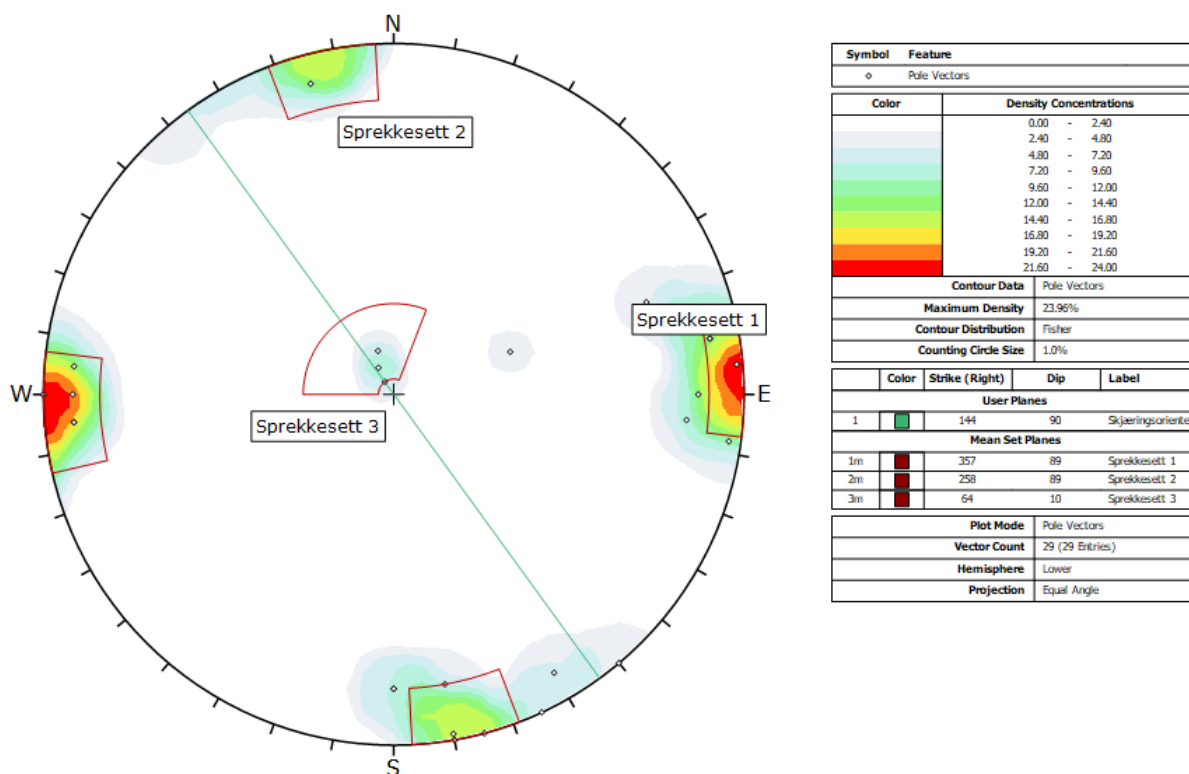 N
Sprekkesett 2
Sprekkesett 1
W
E
Sprekkesett 3
S
Symbol Feature
Pole Vectors
Color Density Concentrations
0.00 - 2.40
2.40 - 4.80
4.80 - 7.20
7.20 - 9.60
9.60 - 12.00
12.00 - 14.40
14.40 - 16.80
16.80 - 19.20
19.20 - 21.60
21.60 - 24.00
Contour Data Pole Vectors
Maximum Density 23.96%
Contour Distribution Fisher
Counting Circle Size 1.0%
Color Strike (Right) Dip Label
User Planes
1 144 90 Skjæringsoriente
Mean Set Planes
1m 357 89 Sprekkesett 1
2m 258 89 Sprekkesett 2
3m 64 10 Sprekkesett 3
Plot Mode Pole Vectors
Vector Count 29 (29 Entries)
Hemisphere Lower
Projection Equal Angle